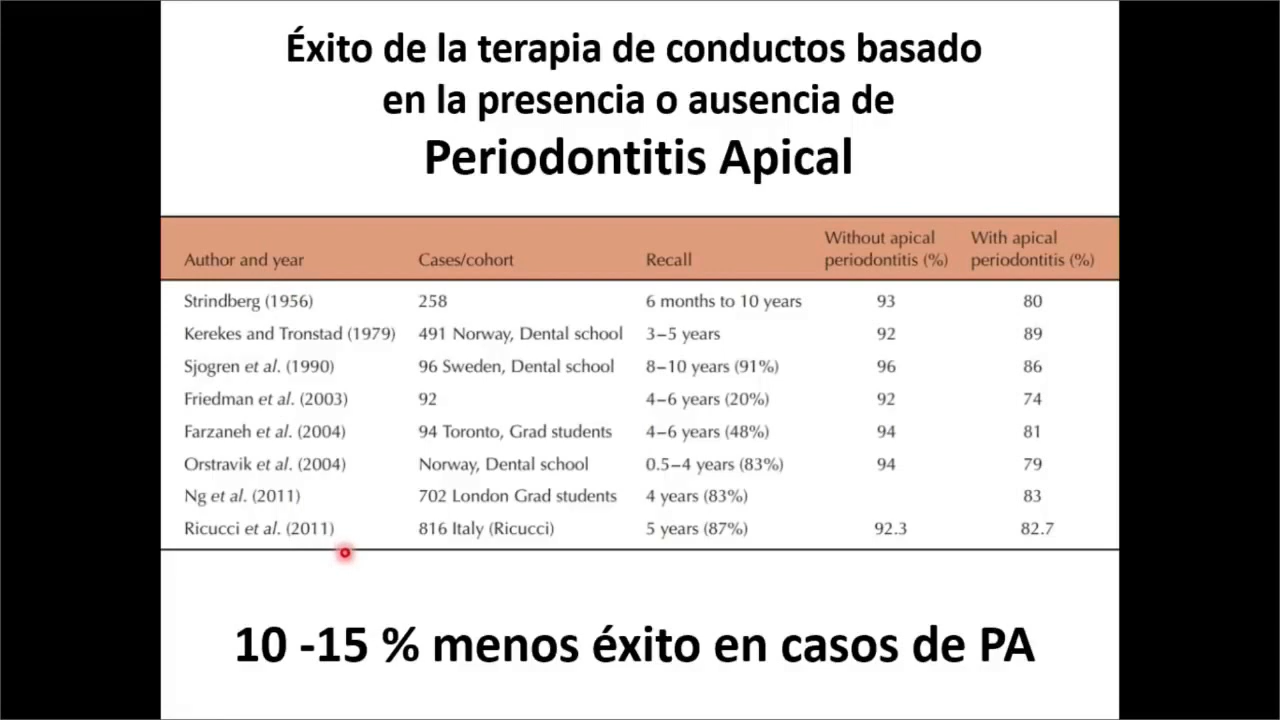 Éxito de la terapia de conductos basado
en la presencia o ausencia de
Periodontitis Apical
Author and year Cases/cohort Recall Without apical periodontitis (%) With apical periodontitis (%)
Strindberg (1956) 258 6 months to 10 years 93 80
Kerekes and Tronstad (1979) 491 Norway, Dental school 3–5 years 92 89
Sjogren et al. (1990) 96 Sweden, Dental school 8–10 years (91%) 96 86
Friedman et al. (2003) 92 4–6 years (20%) 92 74
Farzaneh et al. (2004) 94 Toronto, Grad students 4–6 years (48%) 94 81
Orstravik et al. (2004) Norway, Dental school 0.5–4 years (83%) 94 79
Ng et al. (2011) 702 London Grad students 4 years (83%) 83
Ricucci et al. (2011) 816 Italy (Ricucci) 5 years (87%) 92.3 82.7
10 -15 % menos éxito en casos de PA